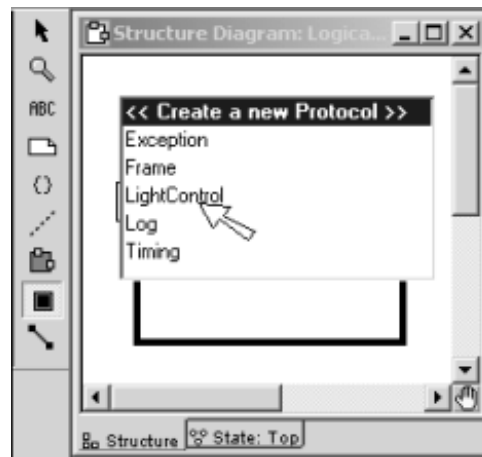 Structure Diagram: Logica...
ABC
<< Create a new Protocol >>
Exception
Frame
LightControl
Log
Timing
Structure State: Top